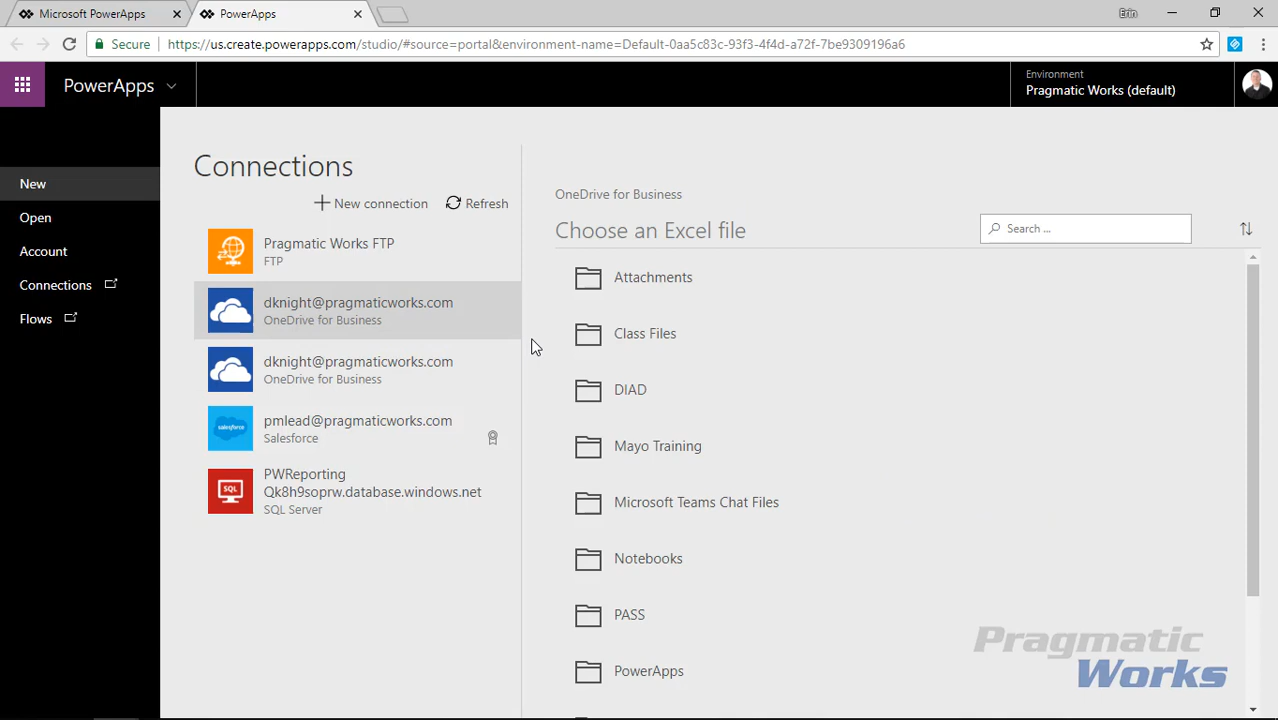 Microsoft PowerApps
PowerApps
Erin
Secure
https://us.create.powerapps.com/studio/#source=portal&environment-name=Default-0aa5c83c-93f3-4f4d-a72f-7be9309196a6
PowerApps
Environment
Pragmatic Works (default)
New
Open
Account
Connections
Flows
Connections
New connection
Refresh
Pragmatic Works FTP
FTP
dknight@pragmaticworks.com
OneDrive for Business
dknight@pragmaticworks.com
OneDrive for Business
pmlead@pragmaticworks.com
salesforce
Salesforce
PWReporting
SQL
Qk8h9soprw.database.windows.net
SQL Server
OneDrive for Business
Choose an Excel file
Search ...
Attachments
Class Files
DIAD
Mayo Training
Microsoft Teams Chat Files
Notebooks
PASS
PowerApps
Pragmatic
Works